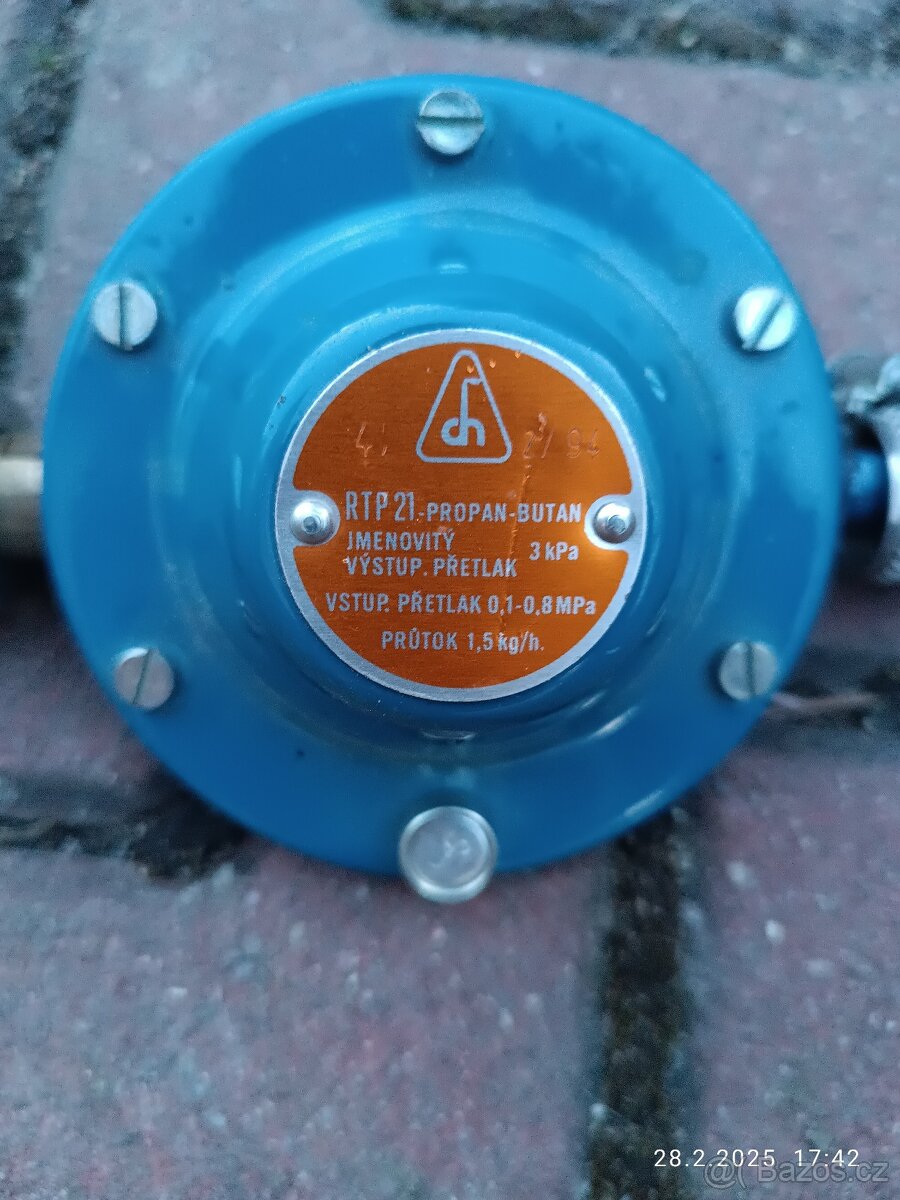 RTP 21.-PROPAN-BUTAN
JMENOVITÝ
VÝSTUP. PŘETLAK 3 kPa
VSTUP. PŘETLAK 0,1-0,8 MPa
PRŮTOK 1,5 kg/h.
28.2.2025 17:42
@ Bazoš.cz